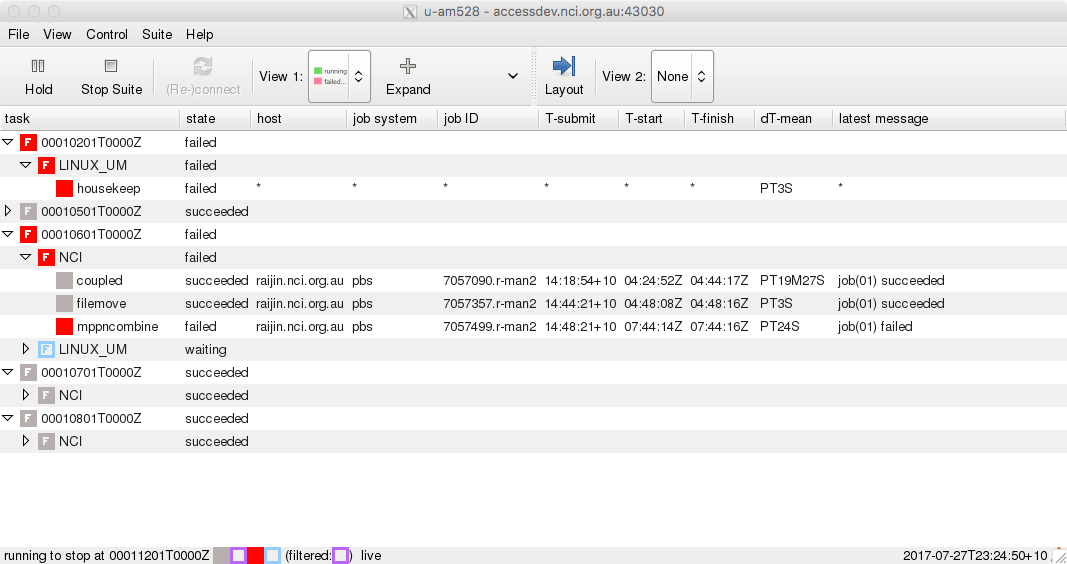 u-am528 - accessdev.nci.org.au:43030
File View Control Suite Help
Hold Stop Suite (Re-)connect View 1: running failed... Expand Layout View 2: None
task state host job system job ID T-submit T-start T-finish dT-mean latest message
F 00010201T0000Z failed
F LINUX_UM failed
housekeep failed * * * * * * PT3S *
F 00010501T0000Z succeeded
F 00010601T0000Z failed
F NCI failed
coupled succeeded raijin.nci.org.au pbs 7057090.r-man2 14:18:54+10 04:24:52Z 04:44:17Z PT19M27S job(01) succeeded
filemove succeeded raijin.nci.org.au pbs 7057357.r-man2 14:44:21+10 04:48:08Z 04:48:16Z PT3S job(01) succeeded
mppncombine failed raijin.nci.org.au pbs 7057499.r-man2 14:48:21+10 07:44:14Z 07:44:16Z PT24S job(01) failed
F LINUX_UM waiting
F 00010701T0000Z succeeded
F NCI succeeded
F 00010801T0000Z succeeded
F NCI succeeded
running to stop at 00011201T0000Z (filtered: ) live 2017-07-27T23:24:50+10